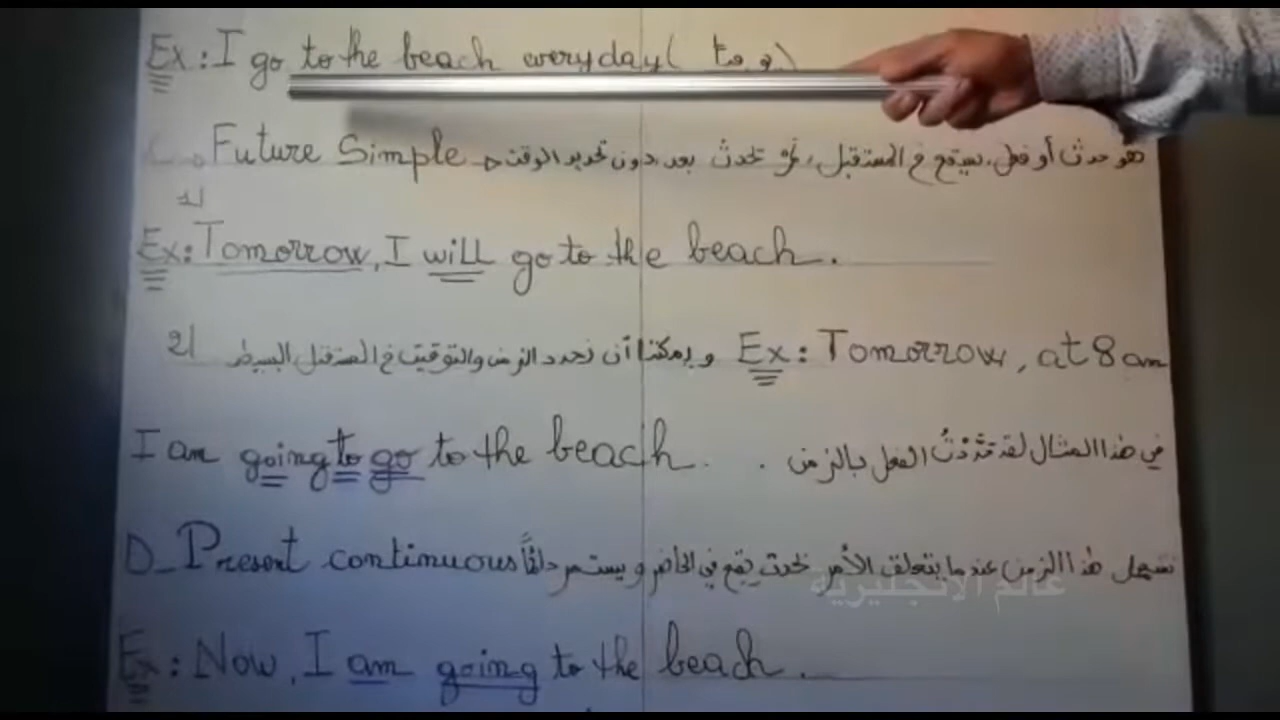 Ex: I go to the beach everyday (
C. Future Simple هو حدث أو فعل سيقع في المستقبل، تحدث بعد، دون تحديد الوقت
1/
Ex: Tomorrow, I will go to the beach.
2/ ويمكننا أن نحدد الزمن والتوقيت في المستقبل البسيط Ex: Tomorrow, at 8 am
I am going to go to the beach. في هذا المثال لقد حَدَّدْتُ الفعل بالزمن.
D_ Present continuous نستعمل هذا الزمن عندما يتعلق الأمر بحدث يقع في الحاضر ويستمر دائمًا
عالم الانجليزية
Ex: Now, I am going to the beach.